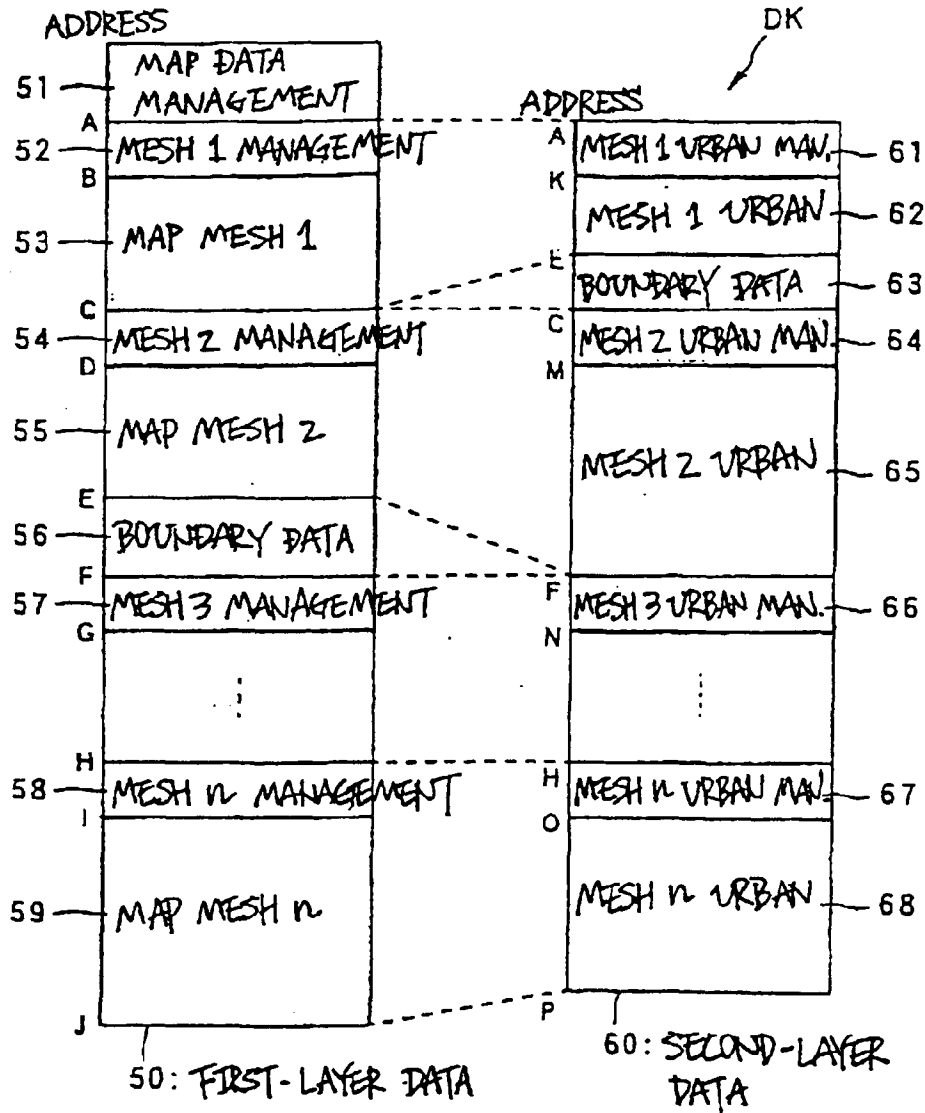 ADDRESS
51
MAP DATA
MANAGEMENT
A
52
MESH 1 MANAGEMENT
B
53
MAP MESH 1
C
54
MESH 2 MANAGEMENT
D
55
MAP MESH 2
E
56
BOUNDARY DATA
F
57
MESH 3 MANAGEMENT
G
H
58
MESH n MANAGEMENT
I
59
MAP MESH n
J
50: FIRST-LAYER DATA
DK
ADDRESS
A
MESH 1 URBAN MAN.
61
K
MESH 1 URBAN
62
E
BOUNDARY DATA
63
C
MESH 2 URBAN MAN.
64
M
MESH 2 URBAN
65
F
MESH 3 URBAN MAN.
66
N
H
MESH n URBAN MAN.
67
O
MESH n URBAN
68
P
60: SECOND-LAYER
DATA